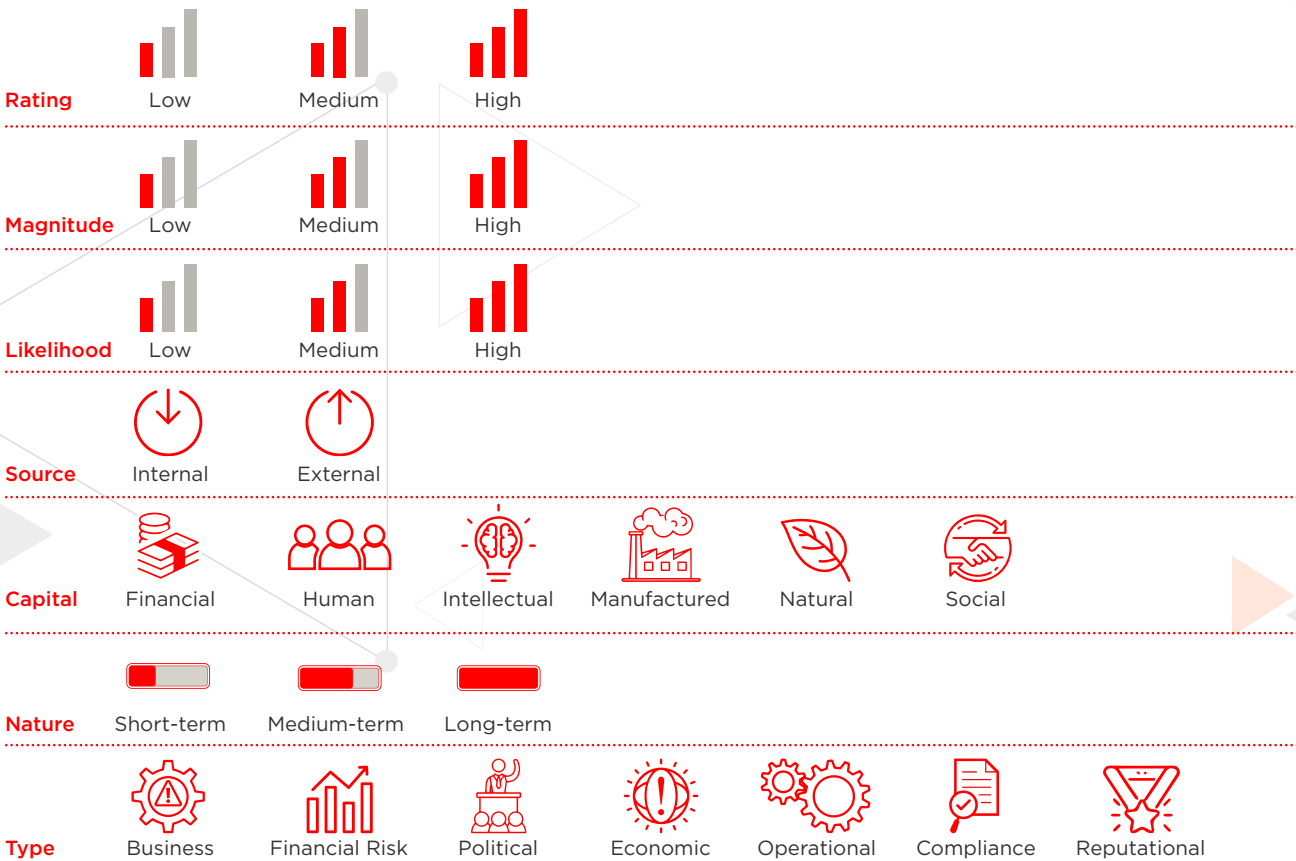 Rating Low Medium High
Magnitude Low Medium High
Likelihood Low Medium High
Source Internal External
Capital Financial Human Intellectual Manufactured Natural Social
Nature Short-term Medium-term Long-term
Type Business Financial Risk Political Economic Operational Compliance Reputational